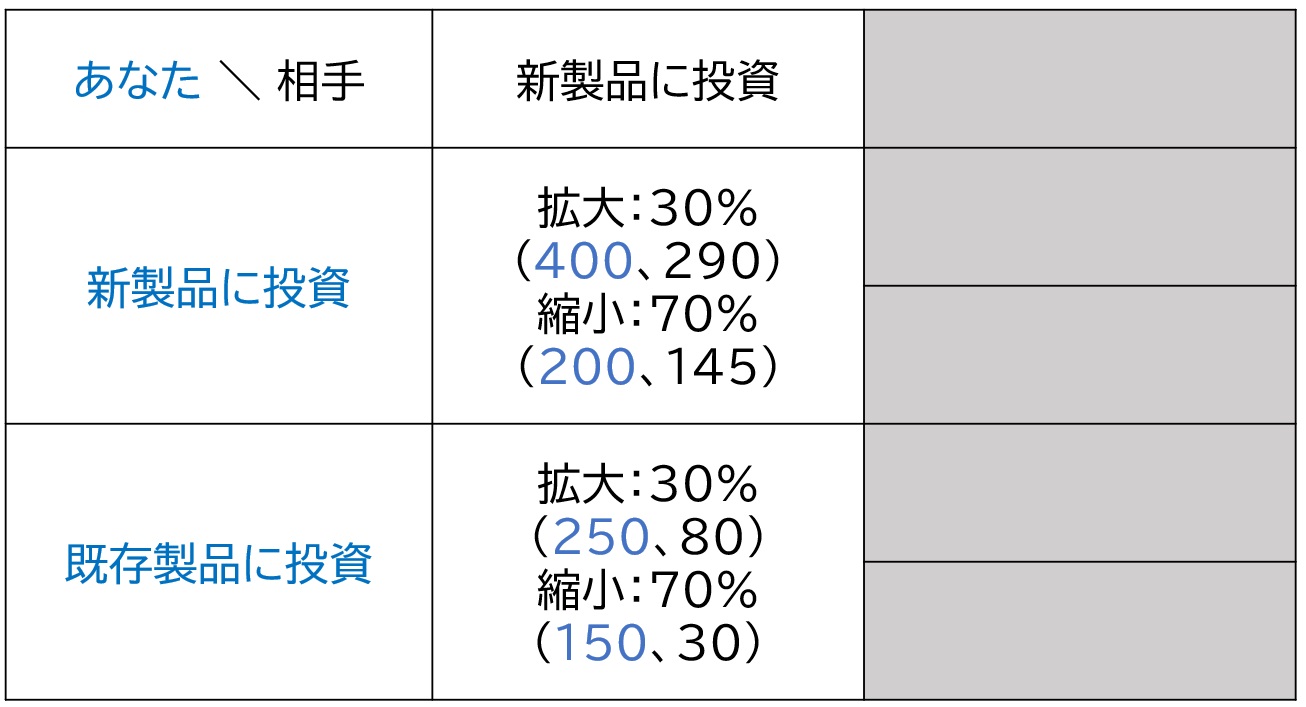 あなた ＼ 相手
新製品に投資
新製品に投資
拡大：30%
（400、290）
縮小：70%
（200、145）
既存製品に投資
拡大：30%
（250、80）
縮小：70%
（150、30）